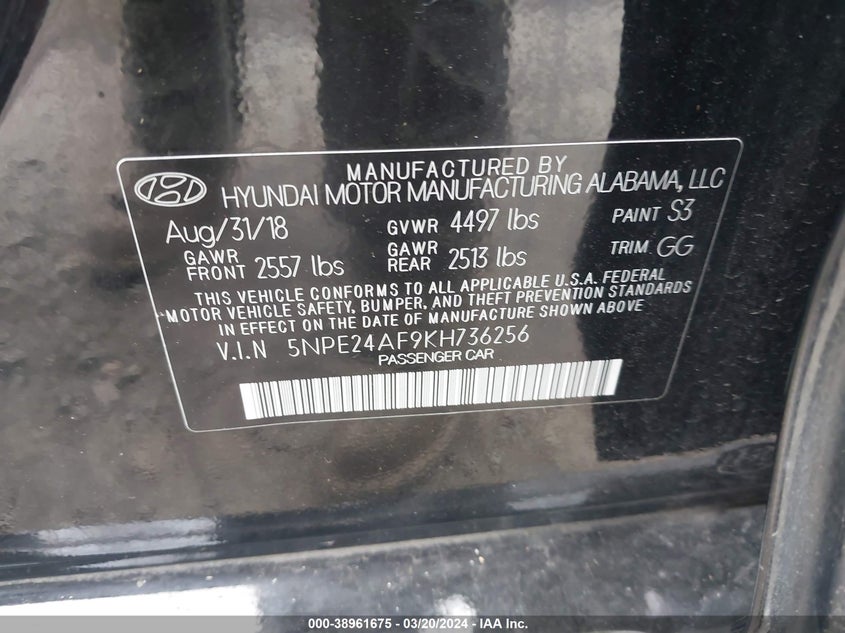 MANUFACTURED BY
HYUNDAI MOTOR MANUFACTURING ALABAMA, LLC
Aug/31/18 GVWR 4497 lbs PAINT S3
GAWR FRONT 2557 lbs GAWR REAR 2513 lbs TRIM GG
THIS VEHICLE CONFORMS TO ALL APPLICABLE U.S.A. FEDERAL
MOTOR VEHICLE SAFETY, BUMPER, AND THEFT PREVENTION STANDARDS
IN EFFECT ON THE DATE OF MANUFACTURE SHOWN ABOVE
V.I.N 5NPE24AF9KH736256
PASSENGER CAR
000-38961675 - 03/20/2024 - IAA Inc.